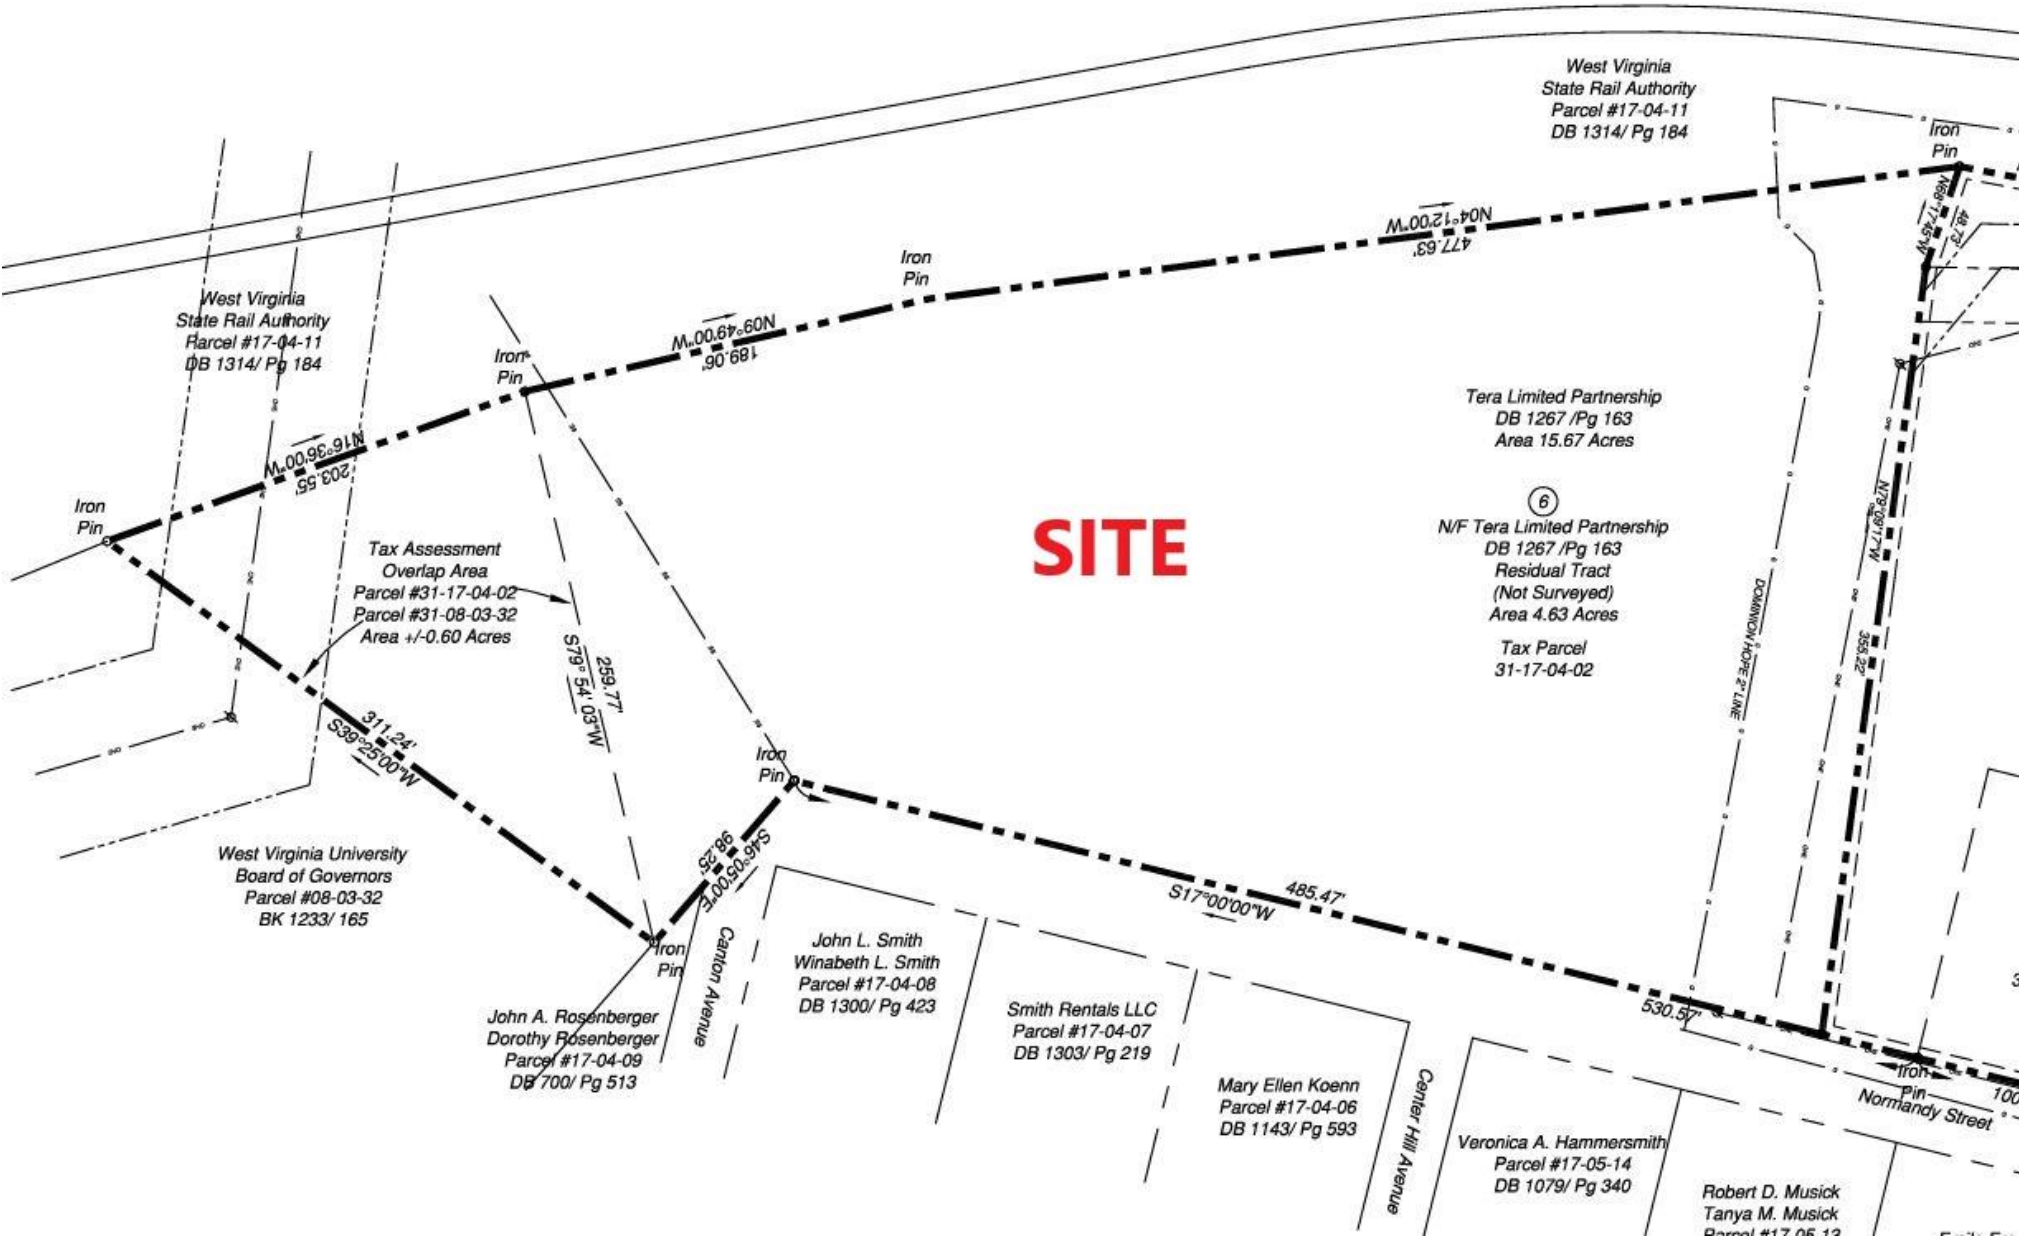 West Virginia
State Rail Authority
Parcel #17-04-11
DB 1314/ Pg 184
Iron
Pin
N68°17'45"W
48.73'
N04°12'00"W
477.63'
Iron
Pin
West Virginia
State Rail Authority
Parcel #17-04-11
DB 1314/ Pg 184
N09°49'00"W
189.06'
Iron
Pin
N16°36'00"W
203.55'
Iron
Pin
Tera Limited Partnership
DB 1267 /Pg 163
Area 15.67 Acres
SITE
6
N/F Tera Limited Partnership
DB 1267 /Pg 163
Residual Tract
(Not Surveyed)
Area 4.63 Acres
Tax Parcel
31-17-04-02
N79°09'17"W
355.22'
DOMINION HOPE 2" LINE
Tax Assessment
Overlap Area
Parcel #31-17-04-02
Parcel #31-08-03-32
Area +/-0.60 Acres
259.77'
S79° 54' 03"W
311.24'
S39°25'00"W
Iron
Pin
98.25'
S46°05'00"E
485.47'
S17°00'00"W
West Virginia University
Board of Governors
Parcel #08-03-32
BK 1233/ 165
Iron
Pin
Canton Avenue
John L. Smith
Winabeth L. Smith
Parcel #17-04-08
DB 1300/ Pg 423
John A. Rosenberger
Dorothy Rosenberger
Parcel #17-04-09
DB 700/ Pg 513
Smith Rentals LLC
Parcel #17-04-07
DB 1303/ Pg 219
530.57'
Iron
Pin
100
Normandy Street
Mary Ellen Koenn
Parcel #17-04-06
DB 1143/ Pg 593
Center Hill Avenue
Veronica A. Hammersmith
Parcel #17-05-14
DB 1079/ Pg 340
Robert D. Musick
Tanya M. Musick
Parcel #17-05-13